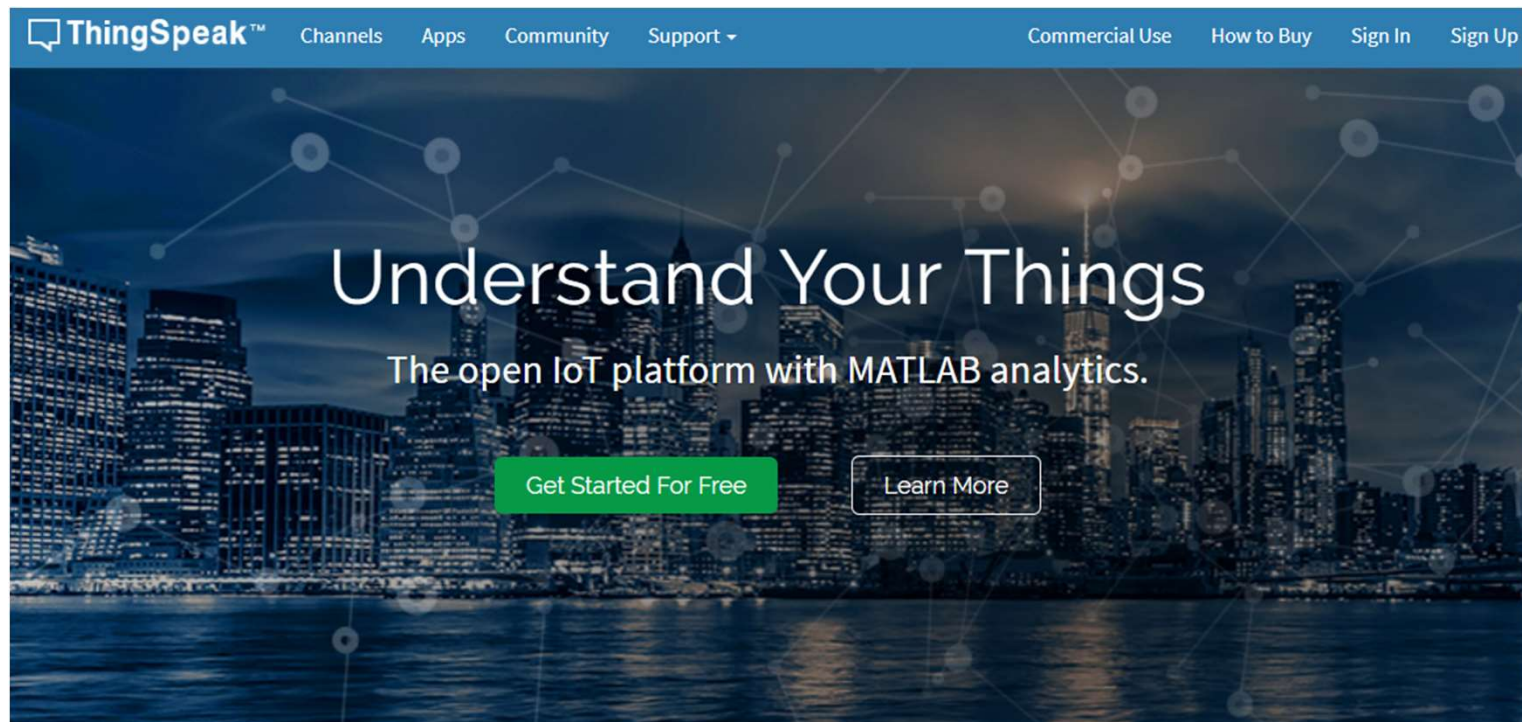 ThingSpeak™ Channels Apps Community Support Commercial Use How to Buy Sign In Sign Up
Understand Your Things
The open IoT platform with MATLAB analytics.
Get Started For Free Learn More